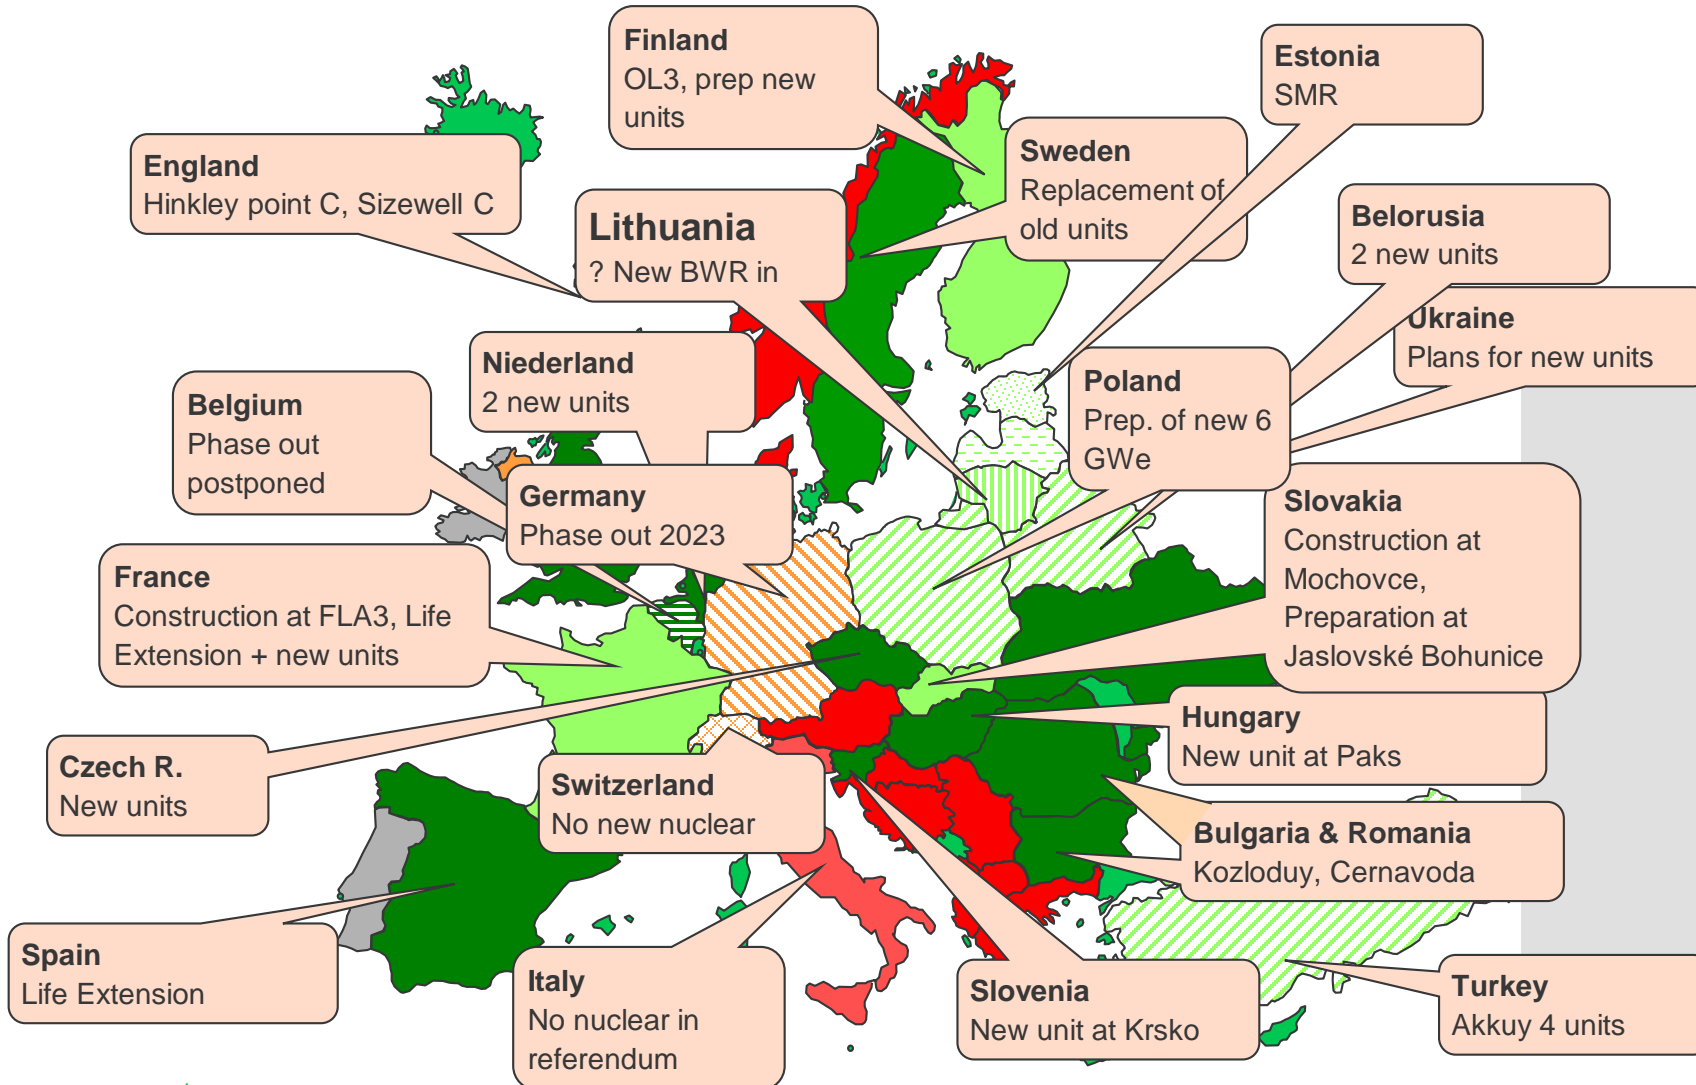 Finland
OL3, prep new
units
Estonia
SMR
England
Hinkley point C, Sizewell C
Sweden
Replacement of
old units
Lithuania
? New BWR in
Belorusia
2 new units
Ukraine
Plans for new units
Niederland
2 new units
Poland
Prep. of new 6
GWe
Belgium
Phase out
postponed
Germany
Phase out 2023
Slovakia
Construction at
Mochovce,
Preparation at
Jaslovské Bohunice
France
Construction at FLA3, Life
Extension + new units
Hungary
New unit at Paks
Czech R.
New units
Switzerland
No new nuclear
Bulgaria & Romania
Kozloduy, Cernavoda
Spain
Life Extension
Italy
No nuclear in
referendum
Slovenia
New unit at Krsko
Turkey
Akkuy 4 units